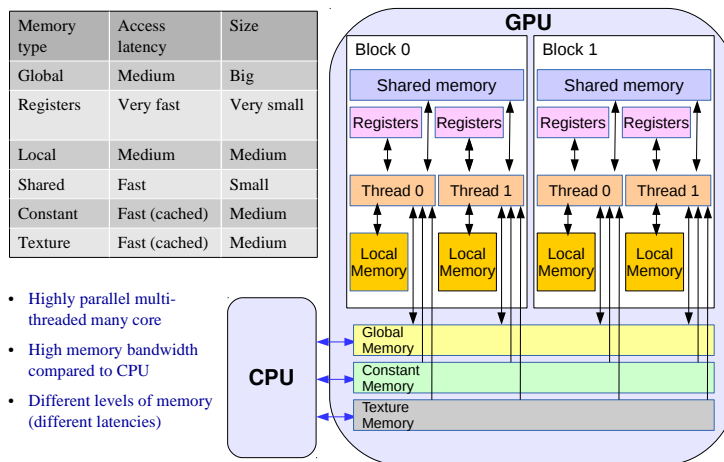 Memory type Access latency Size
Global Medium Big
Registers Very fast Very small
Local Medium Medium
Shared Fast Small
Constant Fast (cached) Medium
Texture Fast (cached) Medium
• Highly parallel multi-
threaded many core
• High memory bandwidth
compared to CPU
• Different levels of memory
(different latencies)
GPU
Block 0 Block 1
Shared memory Shared memory
Registers Registers Registers Registers
Thread 0 Thread 1 Thread 0 Thread 1
Local Local Local Local
Memory Memory Memory Memory
CPU
Global
Memory
Constant
Memory
Texture
Memory